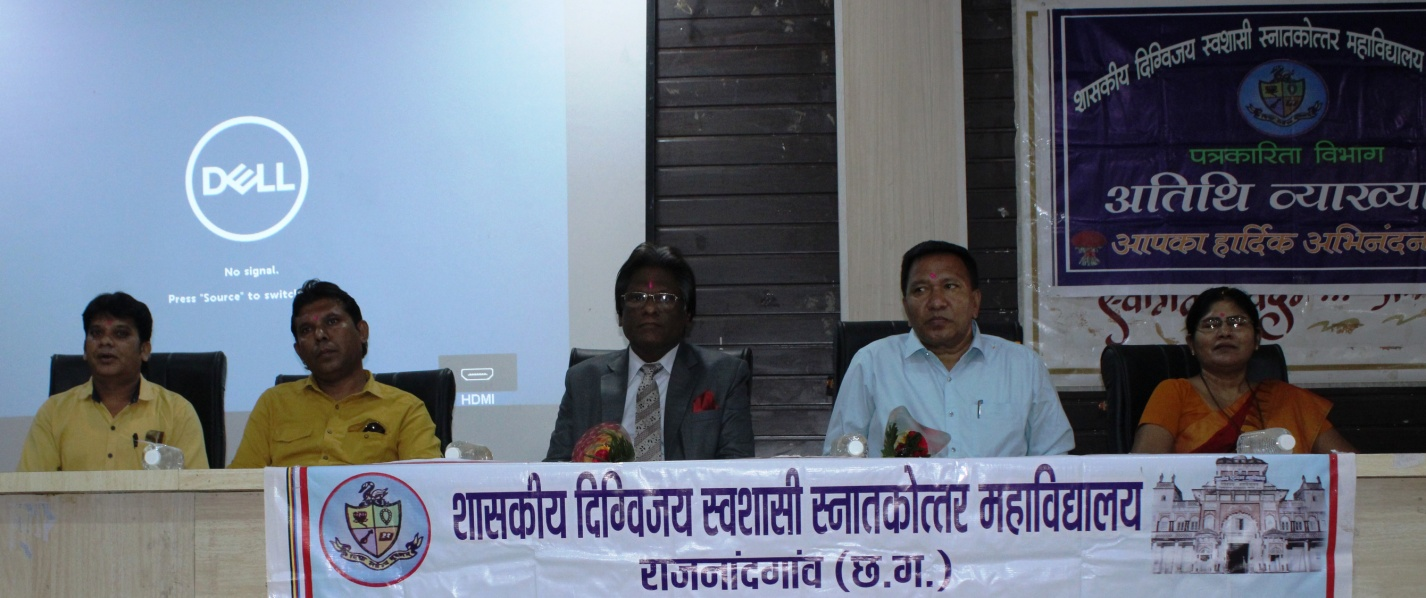 DELL
No signal.
Press "Source" to switch
HDMI
शासकीय दिग्विजय स्वशासी स्नातकोत्तर महाविद्यालय
पत्रकारिता विभाग
अतिथि व्याख्या
आपका हार्दिक अभिनंदन
शासकीय दिग्विजय स्वशासी स्नातकोत्तर महाविद्यालय
राजनांदगांव (छ.ग.)